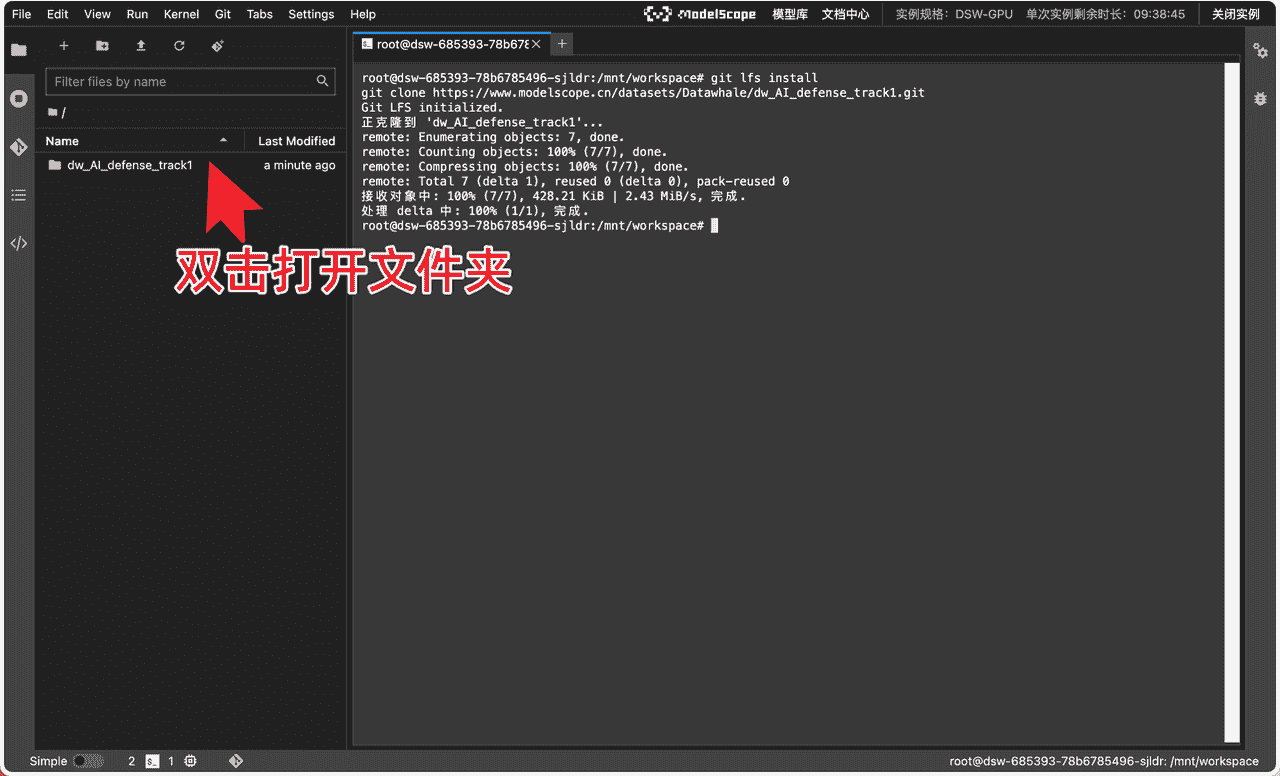 File Edit View Run Kernel Git Tabs Settings Help
ModelScope 模型库 文档中心 实例规格：DSW-GPU 单次实例剩余时长：09:38:45 关闭实例
Filter files by name
/
Name Last Modified
dw_AI_defense_track1 a minute ago
双击打开文件夹
root@dsw-685393-78b678
root@dsw-685393-78b6785496-sjldr:/mnt/workspace# git lfs install
git clone https://www.modelscope.cn/datasets/Datawhale/dw_AI_defense_track1.git
Git LFS initialized.
正克隆到 'dw_AI_defense_track1'...
remote: Enumerating objects: 7, done.
remote: Counting objects: 100% (7/7), done.
remote: Compressing objects: 100% (7/7), done.
remote: Total 7 (delta 1), reused 0 (delta 0), pack-reused 0
接收对象中: 100% (7/7), 428.21 KiB | 2.43 MiB/s, 完成.
处理 delta 中: 100% (1/1), 完成.
root@dsw-685393-78b6785496-sjldr:/mnt/workspace#
Simple 2 $_ 1 root@dsw-685393-78b6785496-sjldr: /mnt/workspace